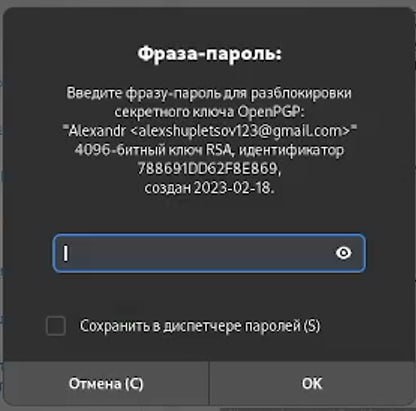 Фраза-пароль:
Введите фразу-пароль для разблокировки
секретного ключа OpenPGP:
"Alexandr <alexshupletsov123@gmail.com>"
4096-битный ключ RSA, идентификатор
788691DD62F8E869,
создан 2023-02-18.
Сохранить в диспетчере паролей (S)
Отмена (C)
OK